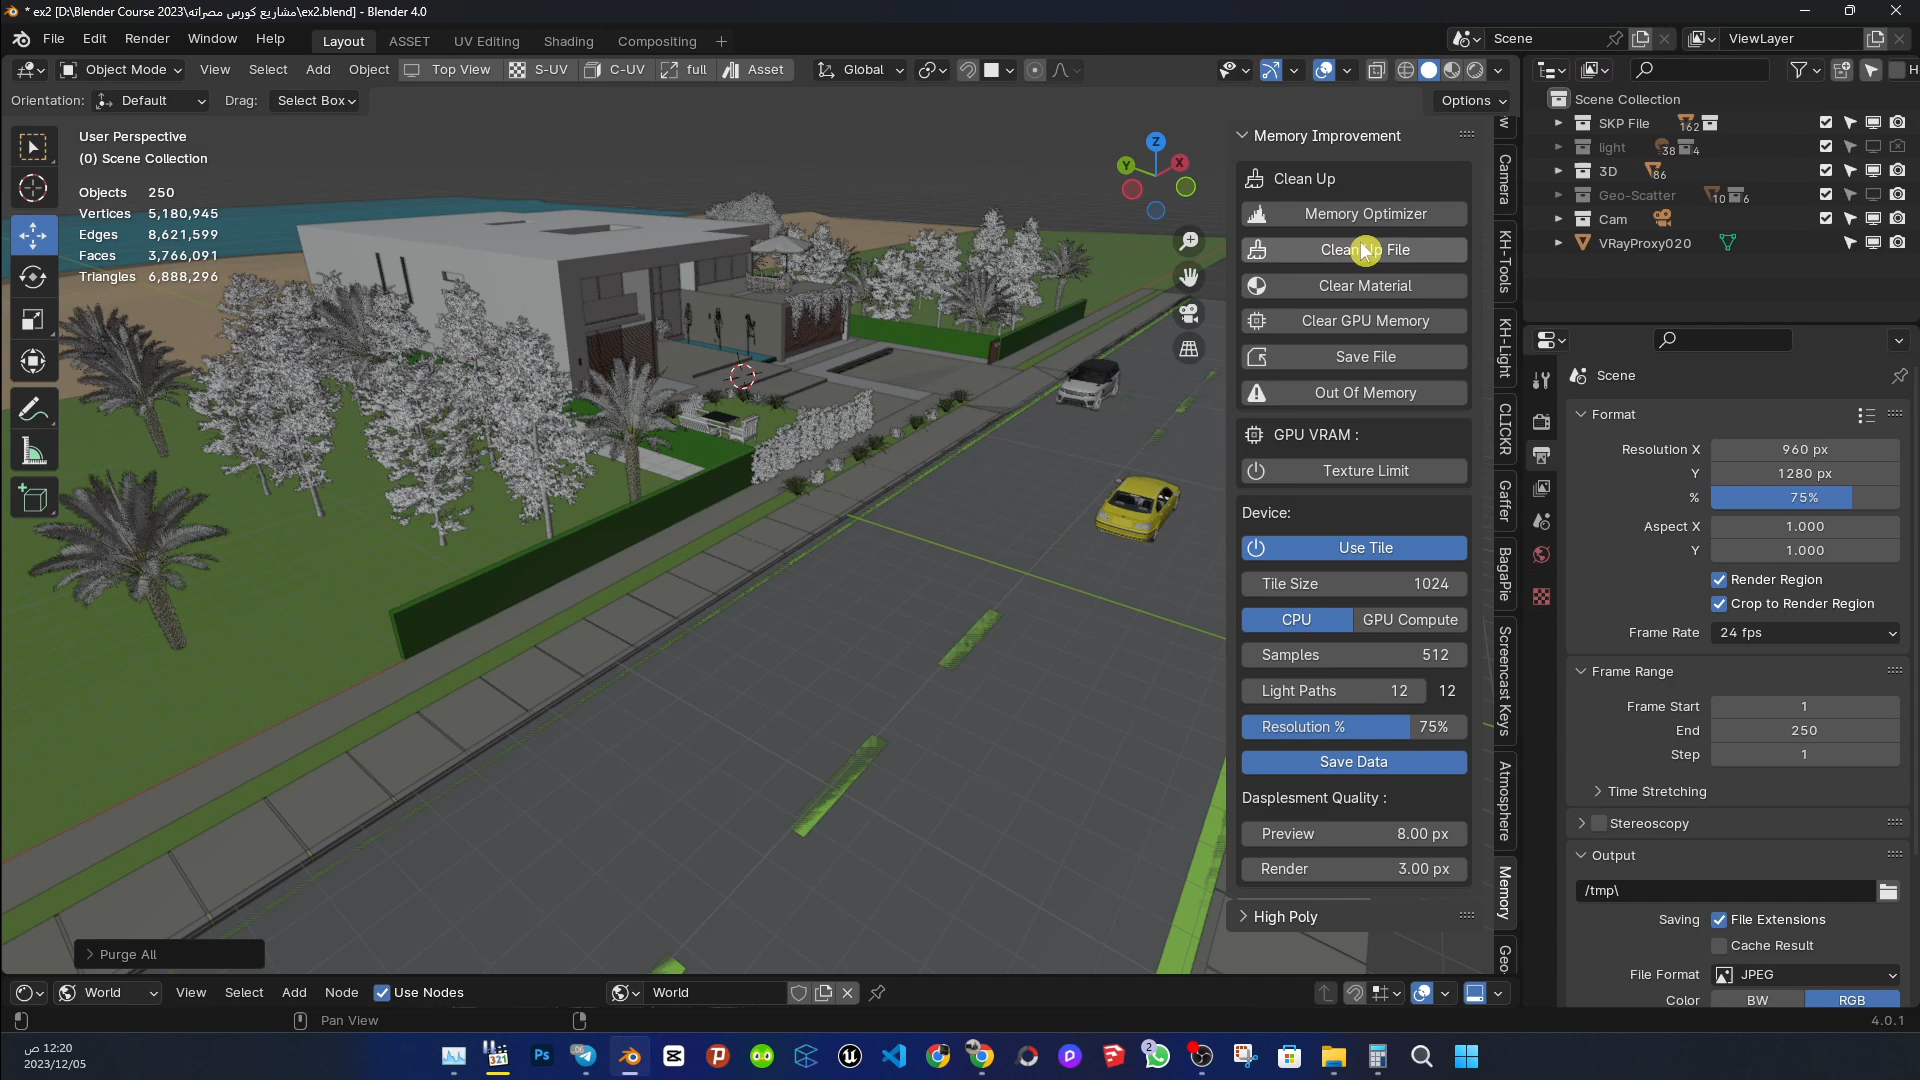 * ex2 [D:\Blender Course 2023\مشاريع كورس مصراته\ex2.blend] - Blender 4.0
File Edit Render Window Help
Layout ASSET UV Editing Shading Compositing +
Scene
ViewLayer
Object Mode View Select Add Object Top View S-UV C-UV full Asset Global
Orientation: Default Drag: Select Box
Options
User Perspective
(0) Scene Collection
Objects 250
Vertices 5,180,945
Edges 8,621,599
Faces 3,766,091
Triangles 6,888,296
Z
Y
X
Memory Improvement
Clean Up
Memory Optimizer
Clean Up File
Clear Material
Clear GPU Memory
Save File
Out Of Memory
GPU VRAM :
Texture Limit
Device:
Use Tile
Tile Size 1024
CPU GPU Compute
Samples 512
Light Paths 12 12
Resolution % 75%
Save Data
Dasplesment Quality :
Preview 8.00 px
Render 3.00 px
High Poly
w
Camera
KH-Tools
KH-Light
CLICKR
Gaffer
BagaPie
Screencast Keys
Atmosphere
Memory
Geo
H
Scene Collection
SKP File 162
light 38 4
3D 86
Geo-Scatter 10 6
Cam
VRayProxy020
Scene
Format
Resolution X 960 px
Y 1280 px
% 75%
Aspect X 1.000
Y 1.000
Render Region
Crop to Render Region
Frame Rate 24 fps
Frame Range
Frame Start 1
End 250
Step 1
Time Stretching
Stereoscopy
Output
/tmp\
Saving File Extensions
Cache Result
File Format JPEG
Color BW RGB
Purge All
World View Select Add Node Use Nodes World
Pan View
4.0.1
12:20 ص
2023/12/05
321
Ps
06
2